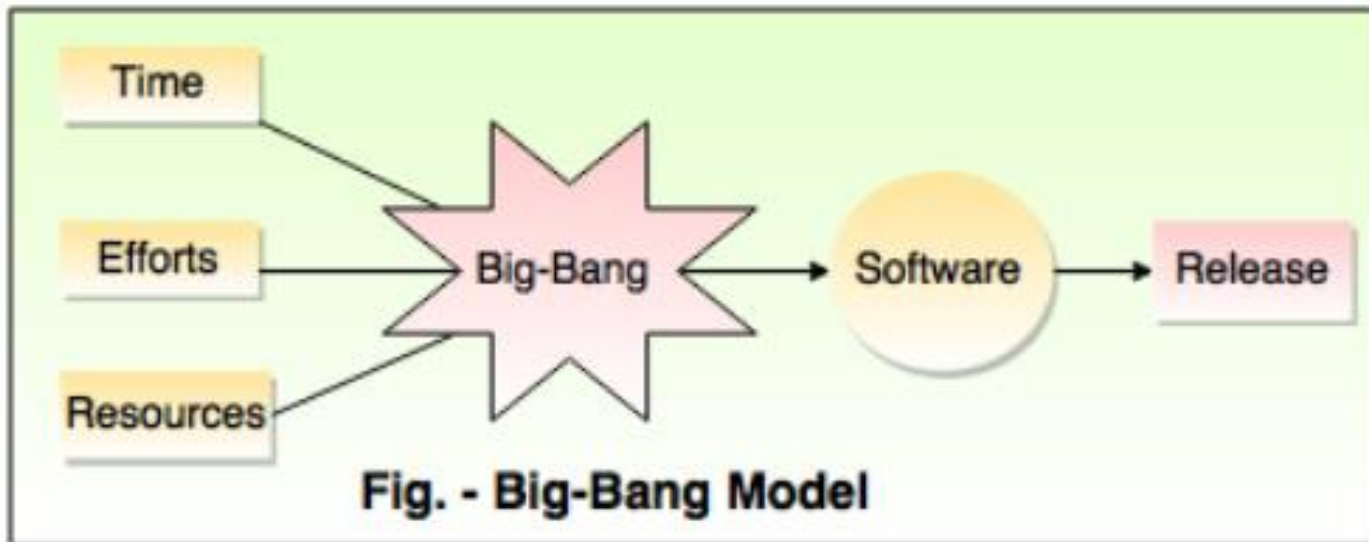 Time
Efforts
Resources
Big-Bang
Software
Release
Fig. - Big-Bang Model